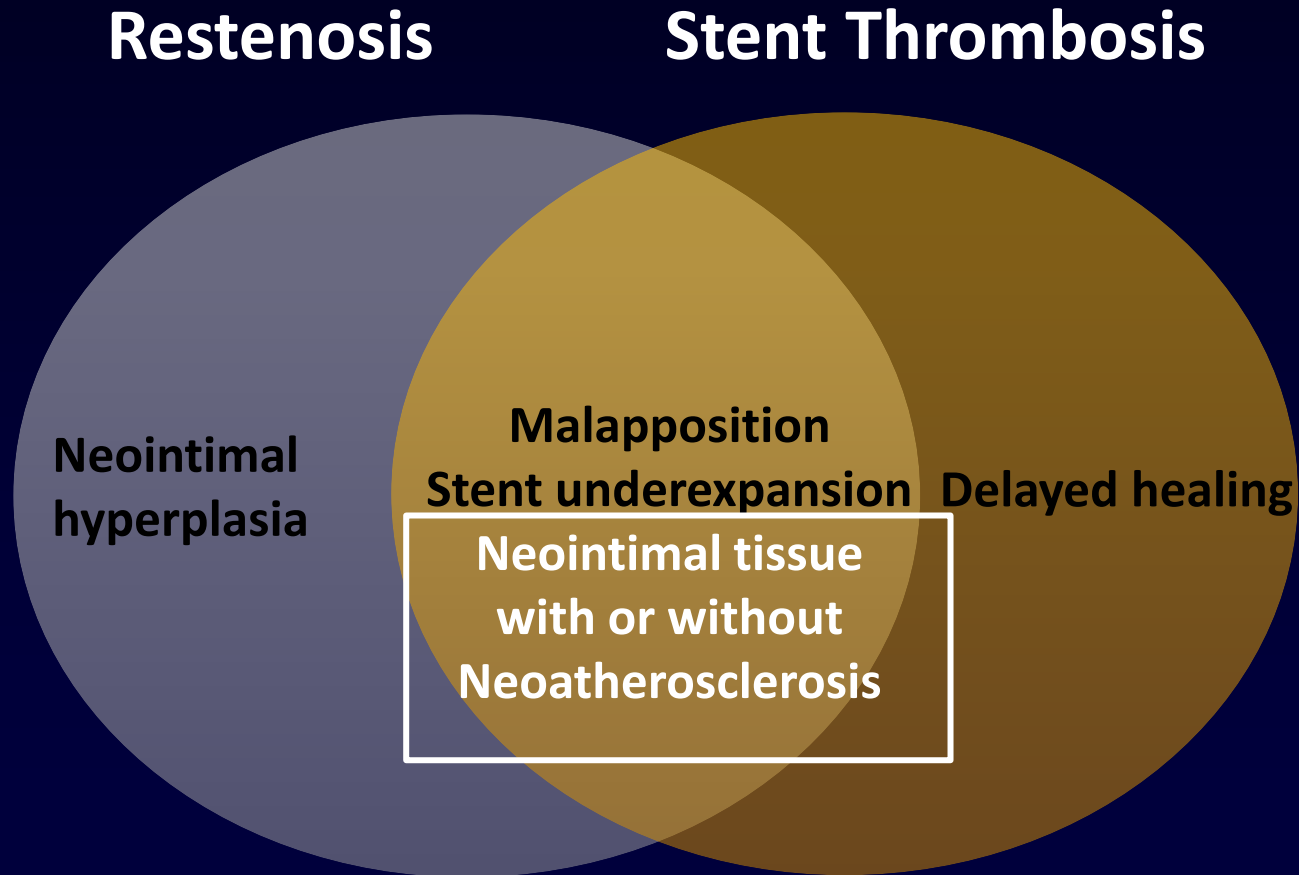 Restenosis
Stent Thrombosis
Neointimal
hyperplasia
Malapposition
Stent underexpansion
Neointimal tissue
with or without
Neoatherosclerosis
Delayed healing